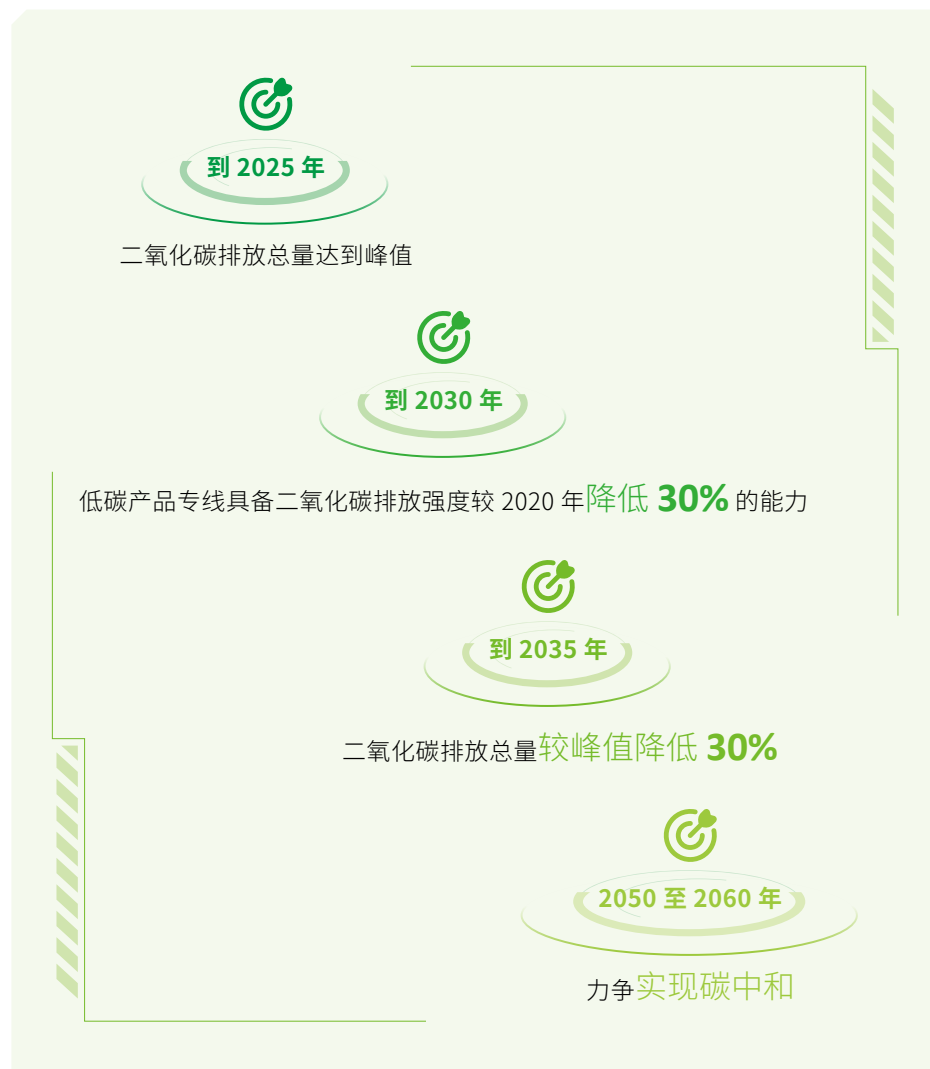 到 2025 年
二氧化碳排放总量达到峰值
到 2030 年
低碳产品专线具备二氧化碳排放强度较 2020 年降低 30% 的能力
到 2035 年
二氧化碳排放总量较峰值降低 30%
2050 至 2060 年
力争实现碳中和